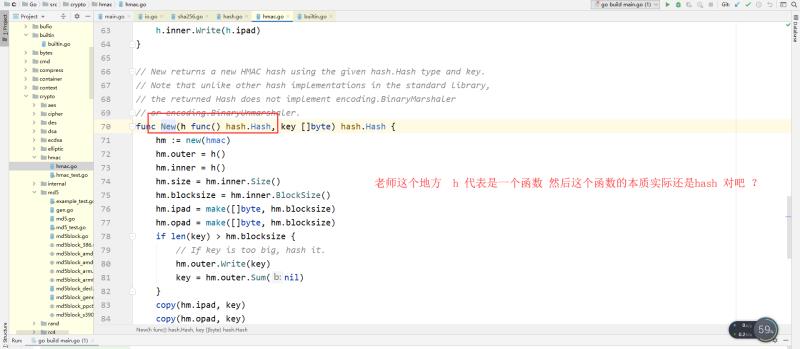 C: Go src crypto hmac hmac.go
go build main.go (1)
Git:
Project
main.go io.go sha256.go hash.go hmac.go builtin.go
bufio
builtin
builtin.go
bytes
cmd
compress
container
context
crypto
aes
cipher
des
dsa
ecdsa
elliptic
hmac
hmac.go
hmac_test.go
internal
md5
example_test.go
gen.go
md5.go
md5_test.go
md5block.go
md5block_386.
md5block_amd
md5block_amd
md5block_arm.
md5block_arm
md5block_decl.
md5block_gene
md5block_ppc6
md5block_s390
rand
rc4
63 h.inner.Write(h.ipad)
64 }
65
66 // New returns a new HMAC hash using the given hash.Hash type and key.
67 // Note that unlike other hash implementations in the standard library,
68 // the returned Hash does not implement encoding.BinaryMarshaler
69 // or encoding.BinaryUnmarshaler.
70 func New(h func() hash.Hash, key []byte) hash.Hash {
71 hm := new(hmac)
72 hm.outer = h()
73 hm.inner = h()
74 hm.size = hm.inner.Size()
75 hm.blocksize = hm.inner.BlockSize()
76 hm.ipad = make([]byte, hm.blocksize)
77 hm.opad = make([]byte, hm.blocksize)
78 if len(key) > hm.blocksize {
79 // If key is too big, hash it.
80 hm.outer.Write(key)
81 key = hm.outer.Sum( b: nil)
82 }
83 copy(hm.ipad, key)
84 copy(hm.opad, key)
老师这个地方 h 代表是一个函数 然后这个函数的本质实际还是hash 对吧 ？
New(h func() hash.Hash, key []byte) hash.Hash
59%
Run: go build main.go (1)
1: Project
Structure
Database